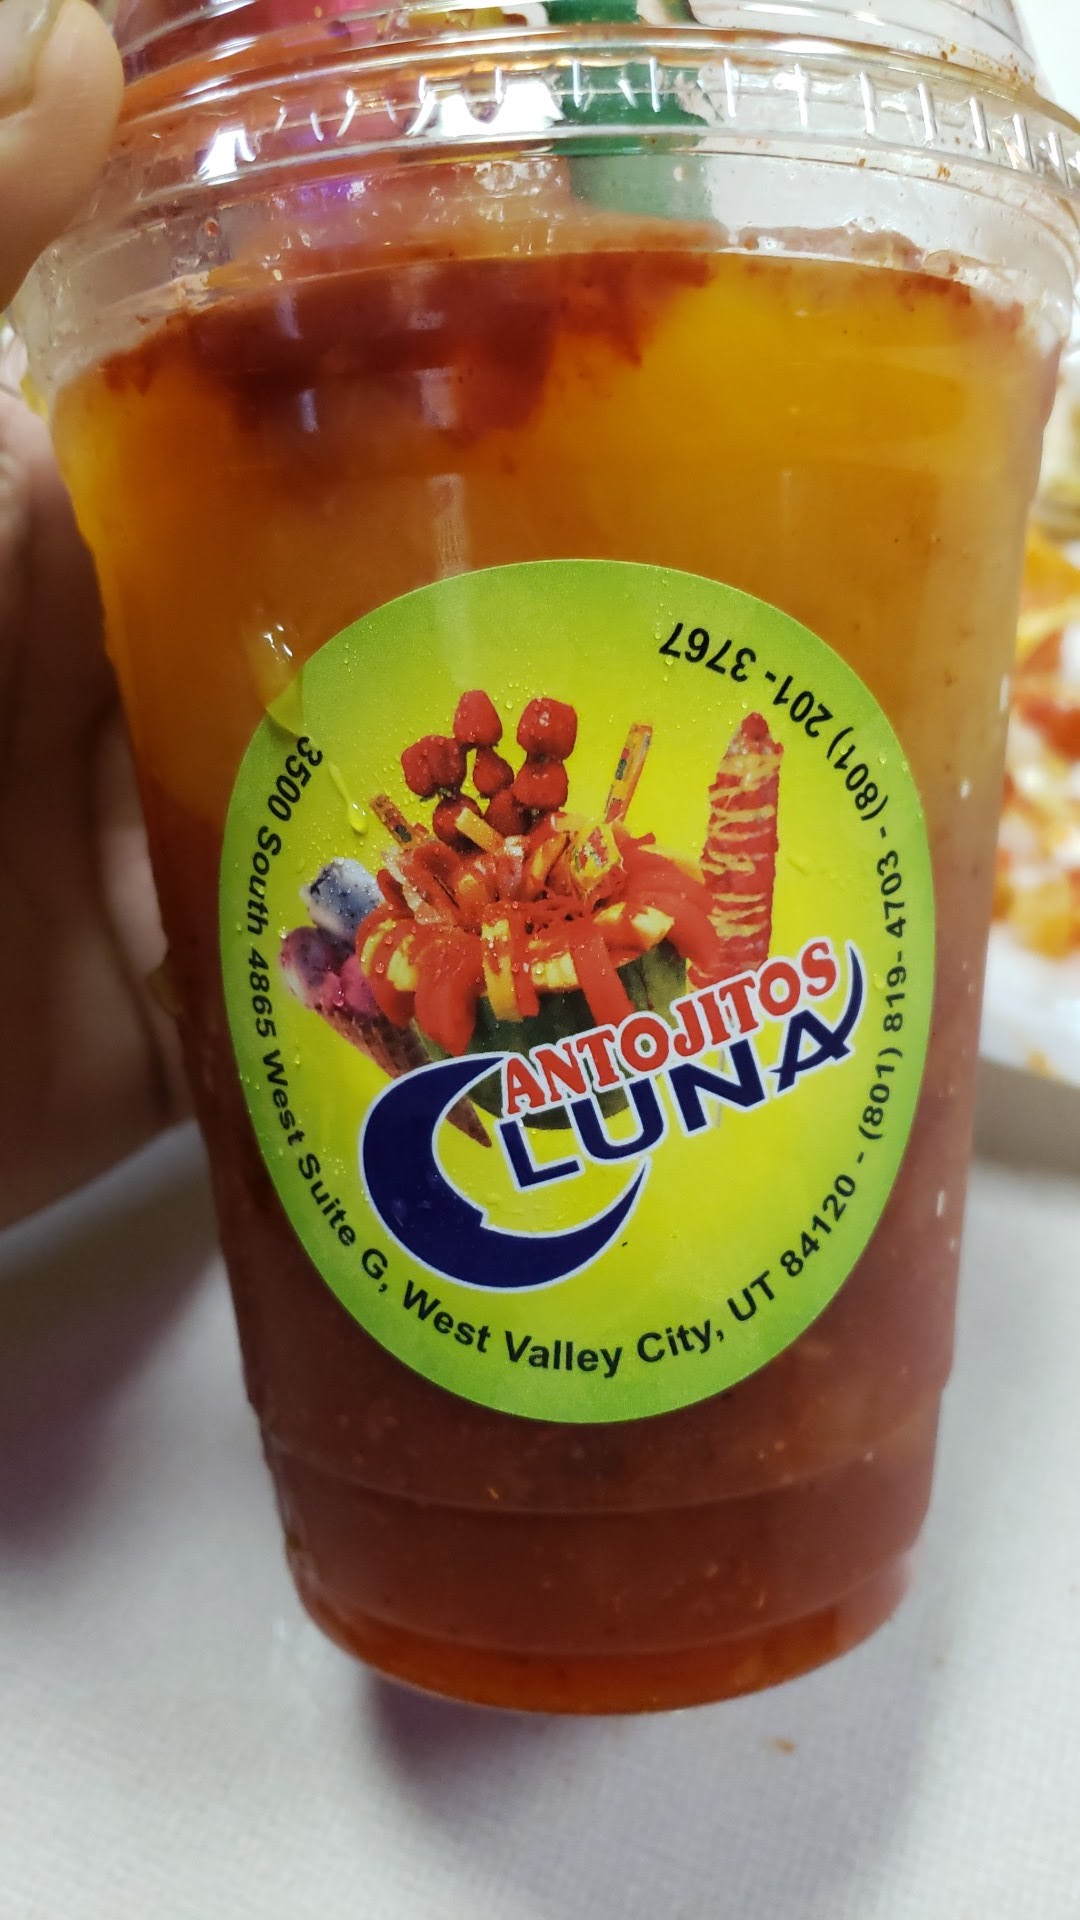 ANTOJITOS
LUNA
3500 South 4865 West Suite G, West Valley City, UT 84120 - (801) 819- 4703 - (801) 201- 3767